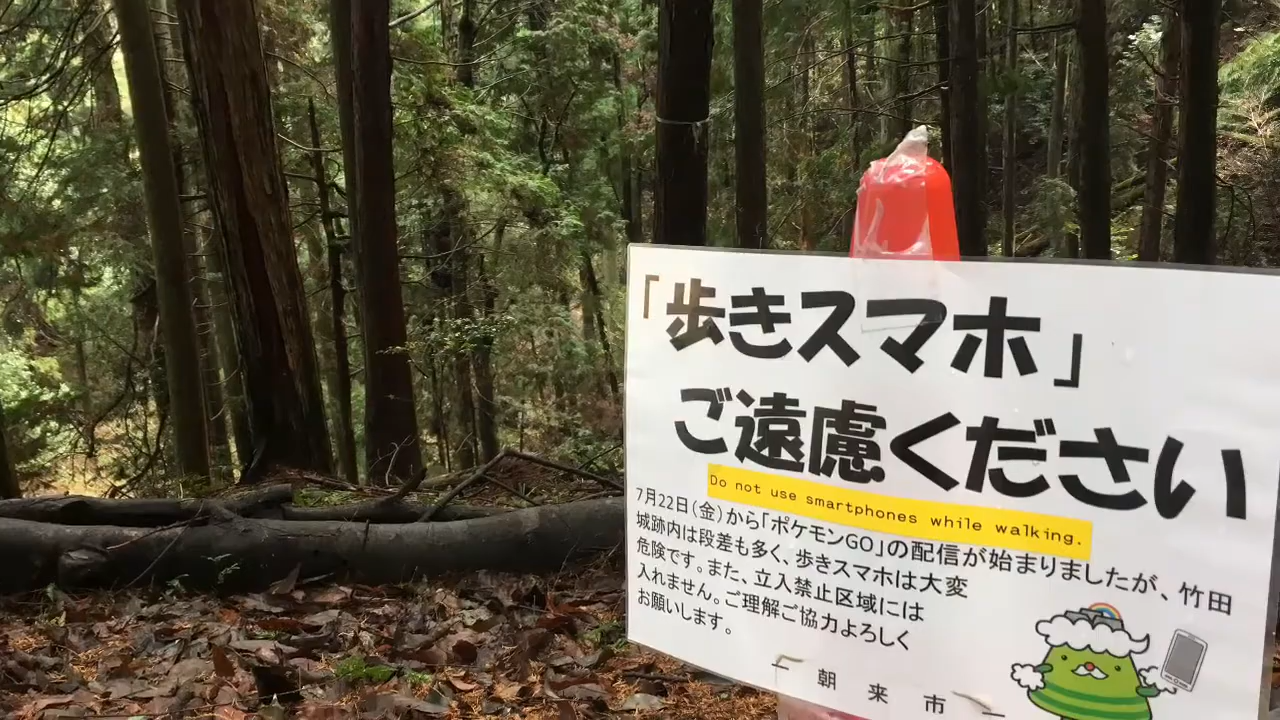 「歩きスマホ」
ご遠慮ください
Do not use smartphones while walking.
7月22日(金)から「ポケモンGO」の配信が始まりましたが、竹田
城跡内は段差も多く、歩きスマホは大変
危険です。また、立入禁止区域には
入れません。ご理解ご協力よろしく
お願いします。
ー 朝 来 市 ー